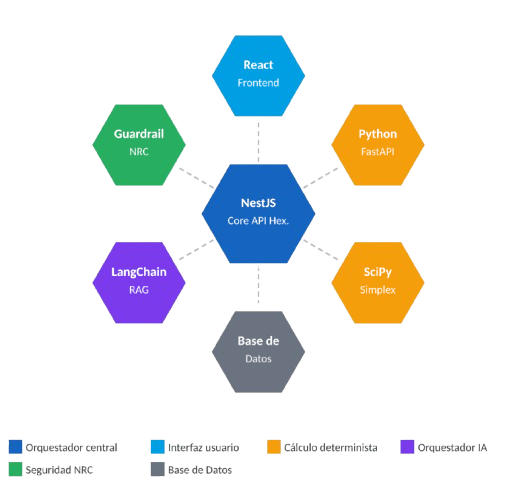 React
Frontend
Guardrail
NRC
Python
FastAPI
NestJS
Core API Hex.
LangChain
RAG
SciPy
Simplex
Base de
Datos
Orquestador central
Interfaz usuario
Cálculo determinista
Orquestador IA
Seguridad NRC
Base de Datos